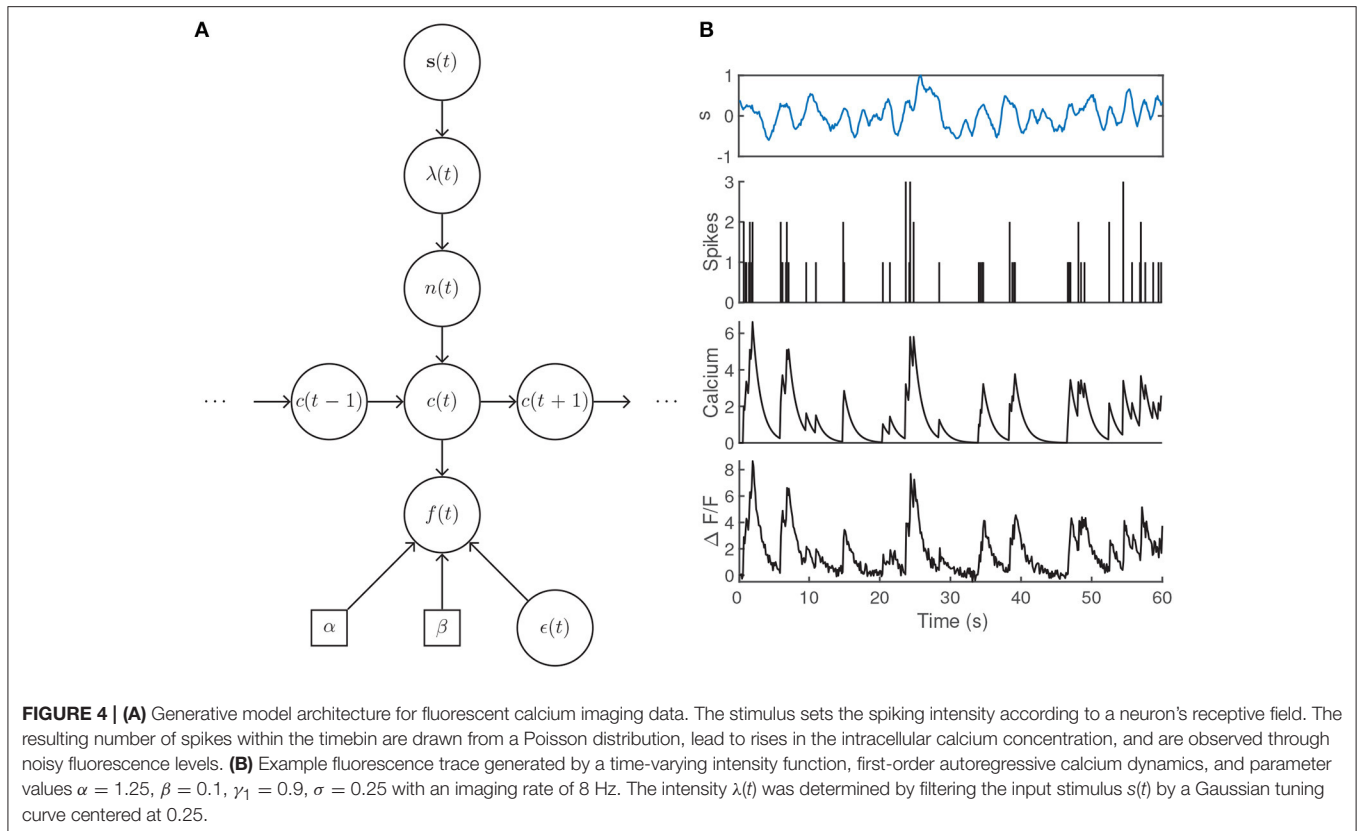 A
s(t)
λ(t)
n(t)
··· c(t − 1) c(t) c(t + 1) ···
f(t)
α β ϵ(t)
B
1
0
-1
s
3
2
1
0
Spikes
6
4
2
0
Calcium
8
6
4
2
0
Δ F/F
0 10 20 30 40 50 60
Time (s)
FIGURE 4 | (A) Generative model architecture for fluorescent calcium imaging data. The stimulus sets the spiking intensity according to a neuron's receptive field. The
resulting number of spikes within the timebin are drawn from a Poisson distribution, lead to rises in the intracellular calcium concentration, and are observed through
noisy fluorescence levels. (B) Example fluorescence trace generated by a time-varying intensity function, first-order autoregressive calcium dynamics, and parameter
values α = 1.25, β = 0.1, γ1 = 0.9, σ = 0.25 with an imaging rate of 8 Hz. The intensity λ(t) was determined by filtering the input stimulus s(t) by a Gaussian tuning
curve centered at 0.25.